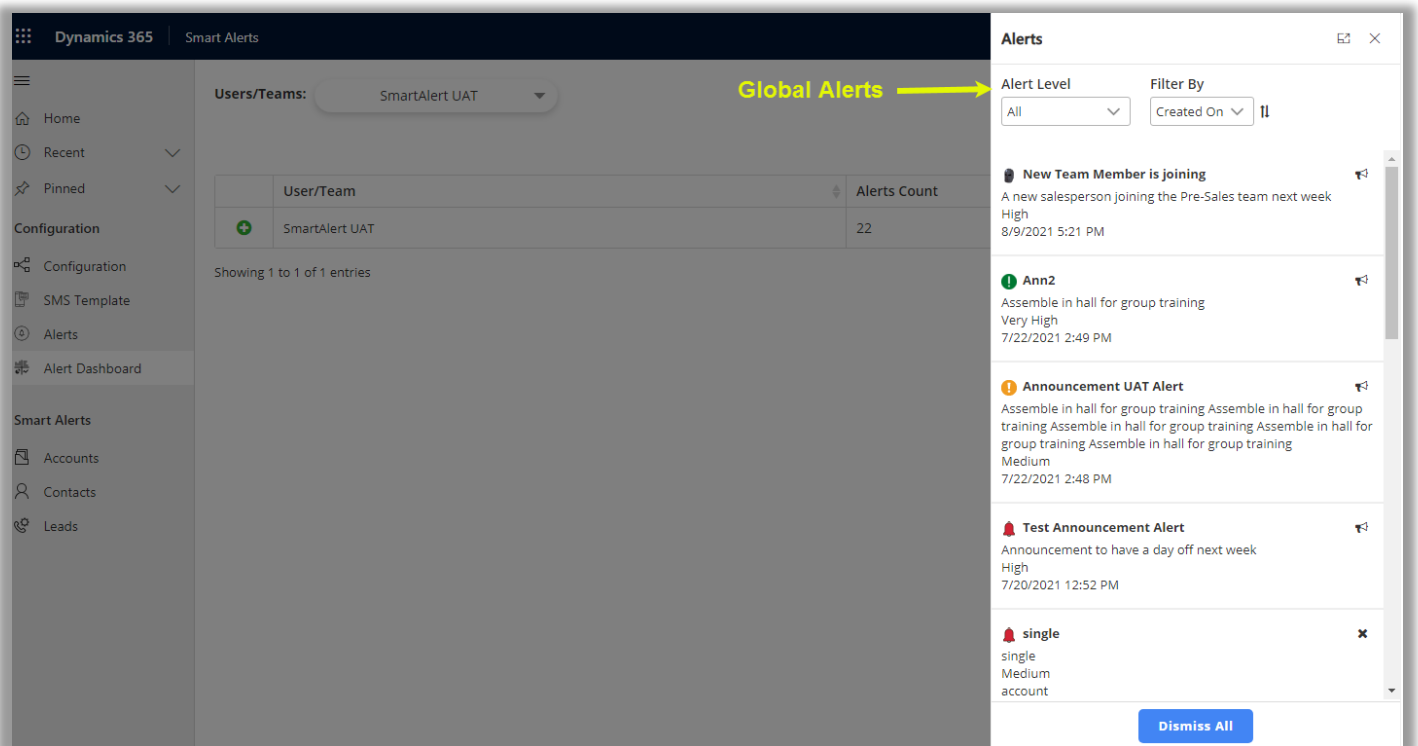 Dynamics 365
Smart Alerts
Home
Recent
Pinned
Configuration
Configuration
SMS Template
Alerts
Alert Dashboard
Smart Alerts
Accounts
Contacts
Leads
Users/Teams:
SmartAlert UAT
User/Team
Alerts Count
SmartAlert UAT
22
Showing 1 to 1 of 1 entries
Global Alerts
Alerts
Alert Level
Filter By
All
Created On
New Team Member is joining
A new salesperson joining the Pre-Sales team next week
High
8/9/2021 5:21 PM
Ann2
Assemble in hall for group training
Very High
7/22/2021 2:49 PM
Announcement UAT Alert
Assemble in hall for group training Assemble in hall for group
training Assemble in hall for group training Assemble in hall for
group training Assemble in hall for group training
Medium
7/22/2021 2:48 PM
Test Announcement Alert
Announcement to have a day off next week
High
7/20/2021 12:52 PM
single
single
Medium
account
Dismiss All